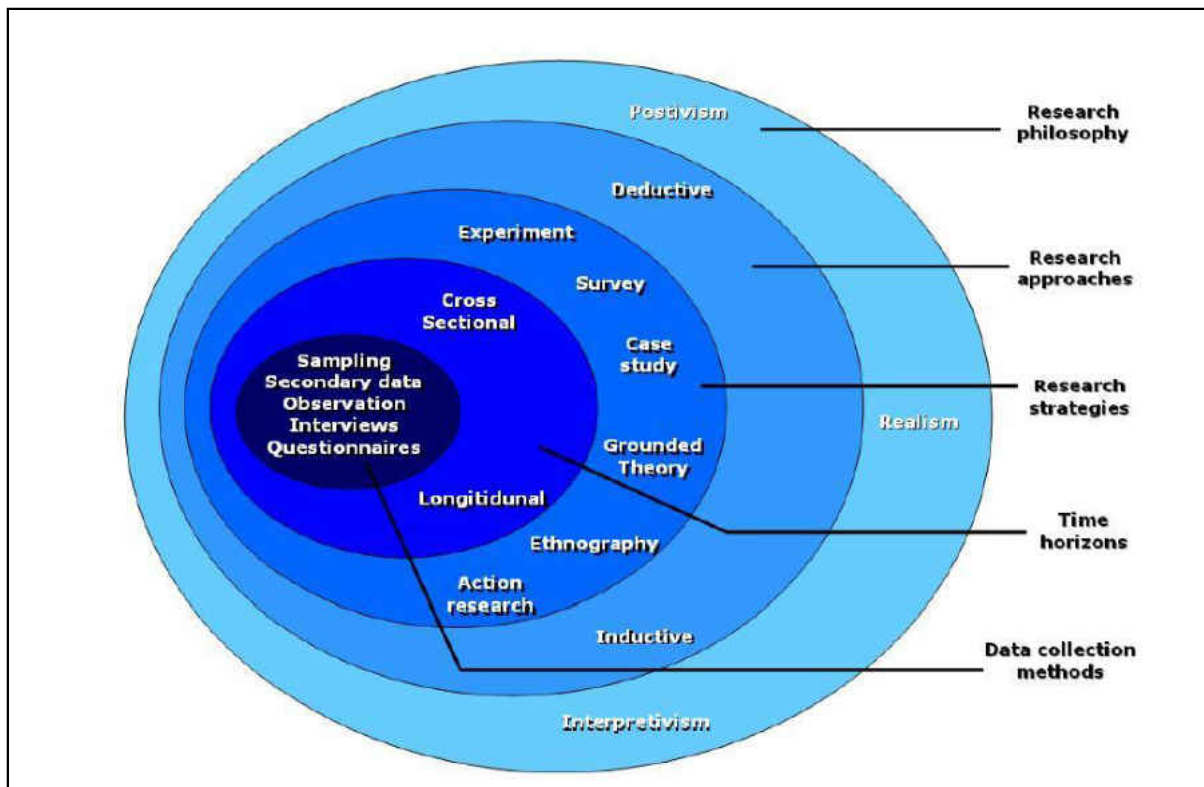 Postivism
Research
philosophy
Deductive
Experiment
Research
approaches
Survey
Cross
Sectional
Case
study
Sampling
Secondary data
Observation
Interviews
Questionnaires
Research
strategies
Realism
Grounded
Theory
Longitidunal
Time
horizons
Ethnography
Action
research
Inductive
Data collection
methods
Interpretivism